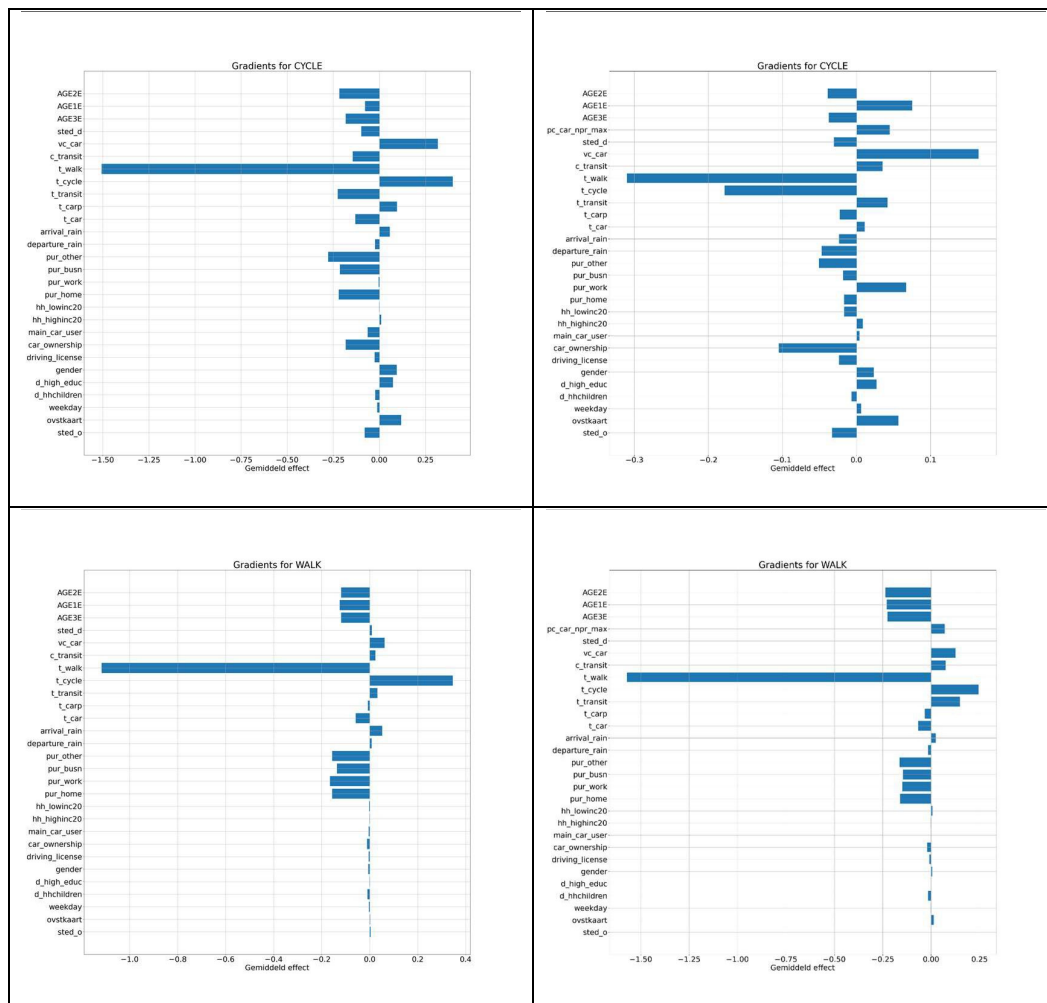 Gradients for CYCLE
AGE2E
AGE1E
AGE3E
sted_d
vc_car
c_transit
t_walk
t_cycle
t_transit
t_carp
t_car
arrival_rain
departure_rain
pur_other
pur_busn
pur_work
pur_home
hh_lowinc20
hh_highinc20
main_car_user
car_ownership
driving_license
gender
d_high_educ
d_hhchildren
weekday
ovstkaart
sted_o
−1.50 −1.25 −1.00 −0.75 −0.50 −0.25 0.00 0.25
Gemiddeld effect
Gradients for CYCLE
AGE2E
AGE1E
AGE3E
pc_car_npr_max
sted_d
vc_car
c_transit
t_walk
t_cycle
t_transit
t_carp
t_car
arrival_rain
departure_rain
pur_other
pur_busn
pur_work
pur_home
hh_lowinc20
hh_highinc20
main_car_user
car_ownership
driving_license
gender
d_high_educ
d_hhchildren
weekday
ovstkaart
sted_o
−0.3 −0.2 −0.1 0.0 0.1
Gemiddeld effect
Gradients for WALK
AGE2E
AGE1E
AGE3E
sted_d
vc_car
c_transit
t_walk
t_cycle
t_transit
t_carp
t_car
arrival_rain
departure_rain
pur_other
pur_busn
pur_work
pur_home
hh_lowinc20
hh_highinc20
main_car_user
car_ownership
driving_license
gender
d_high_educ
d_hhchildren
weekday
ovstkaart
sted_o
−1.0 −0.8 −0.6 −0.4 −0.2 0.0 0.2 0.4
Gemiddeld effect
Gradients for WALK
AGE2E
AGE1E
AGE3E
pc_car_npr_max
sted_d
vc_car
c_transit
t_walk
t_cycle
t_transit
t_carp
t_car
arrival_rain
departure_rain
pur_other
pur_busn
pur_work
pur_home
hh_lowinc20
hh_highinc20
main_car_user
car_ownership
driving_license
gender
d_high_educ
d_hhchildren
weekday
ovstkaart
sted_o
−1.50 −1.25 −1.00 −0.75 −0.50 −0.25 0.00 0.25
Gemiddeld effect